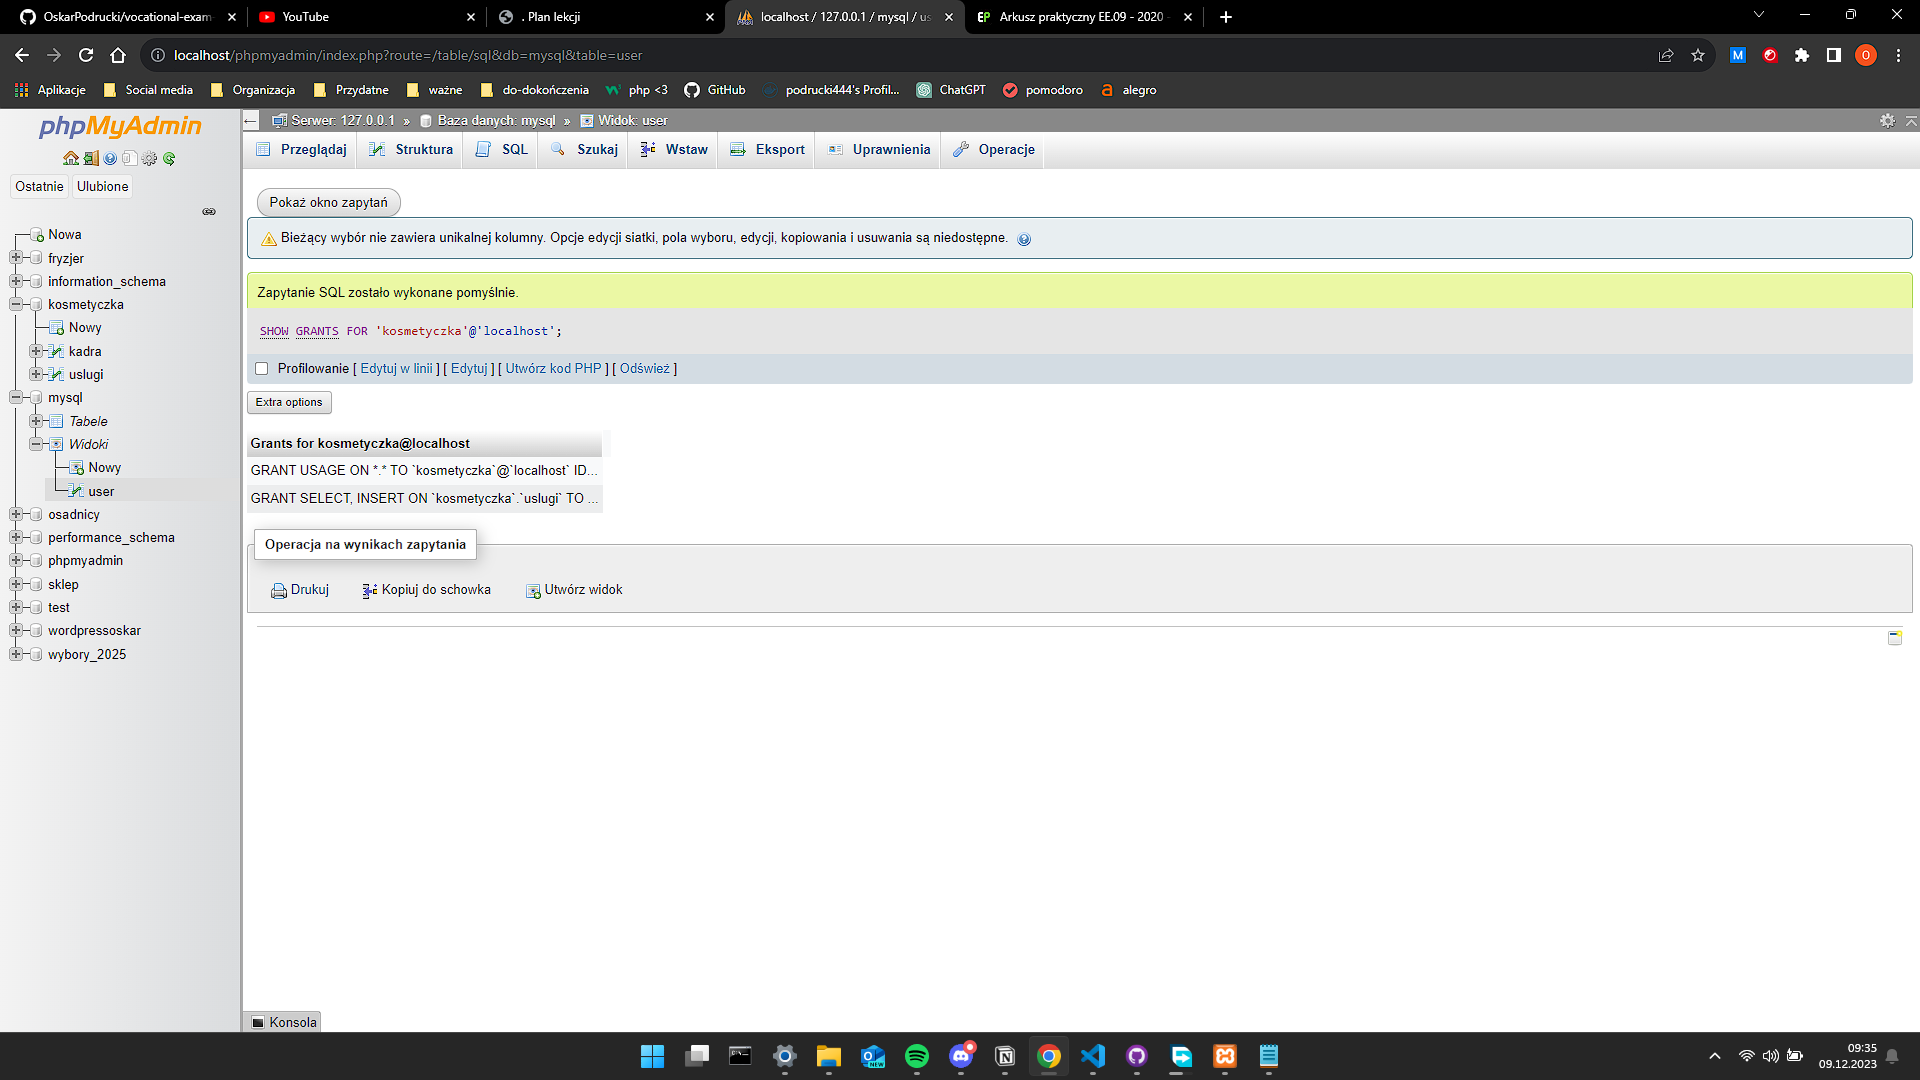 OskarPodrucki/vocational-exam-
YouTube
. Plan lekcji
localhost / 127.0.0.1 / mysql / us
EP Arkusz praktyczny EE.09 - 2020 -
localhost/phpmyadmin/index.php?route=/table/sql&db=mysql&table=user
M
O
Aplikacje
Social media
Organizacja
Przydatne
ważne
do-dokończenia
php <3
GitHub
podrucki444's Profil...
ChatGPT
pomodoro
alegro
phpMyAdmin
Ostatnie
Ulubione
Nowa
fryzjer
information_schema
kosmetyczka
Nowy
kadra
uslugi
mysql
Tabele
Widoki
Nowy
user
osadnicy
performance_schema
phpmyadmin
sklep
test
wordpressoskar
wybory_2025
Serwer: 127.0.0.1 » Baza danych: mysql » Widok: user
Przeglądaj
Struktura
SQL
Szukaj
Wstaw
Eksport
Uprawnienia
Operacje
Pokaż okno zapytań
Bieżący wybór nie zawiera unikalnej kolumny. Opcje edycji siatki, pola wyboru, edycji, kopiowania i usuwania są niedostępne.
Zapytanie SQL zostało wykonane pomyślnie.
SHOW GRANTS FOR 'kosmetyczka'@'localhost';
Profilowanie [ Edytuj w linii ] [ Edytuj ] [ Utwórz kod PHP ] [ Odśwież ]
Extra options
Grants for kosmetyczka@localhost
GRANT USAGE ON *.* TO `kosmetyczka`@`localhost` ID...
GRANT SELECT, INSERT ON `kosmetyczka`.`uslugi` TO ...
Operacja na wynikach zapytania
Drukuj
Kopiuj do schowka
Utwórz widok
Konsola
NEW
09:35
09.12.2023